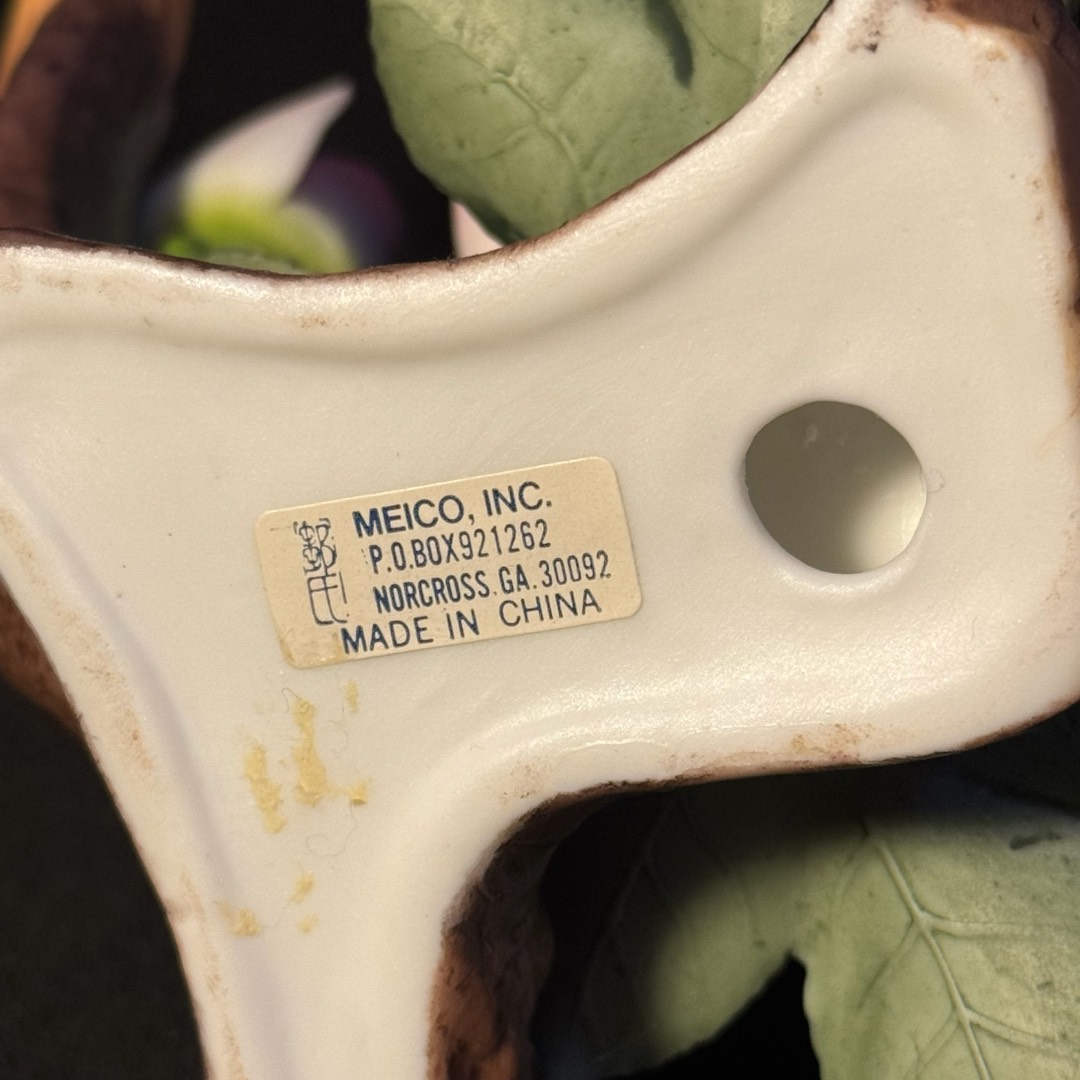 MEICO, INC.
P.O.BOX921262
NORCROSS.GA.30092
MADE IN CHINA